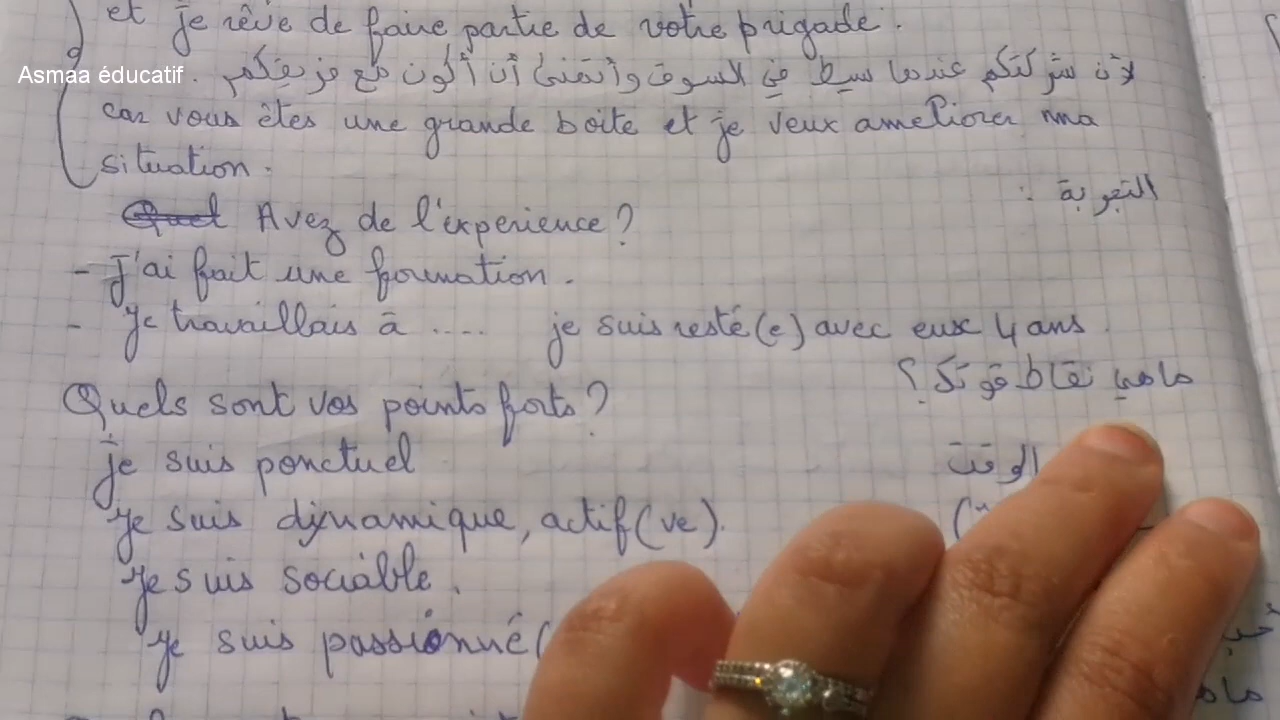 et je rêve de faire partie de votre prigade.
Asmaa éducatif
لأن شركتكم عندها سيط في السوق وأتمنى أن أكون مع فريقكم.
car vous êtes une grande boite et je veux ameliorer ma
situation.
التجربة :
Quel Avez de l'experience?
- J'ai fait une formation.
- Je travaillais à .... je suis resté(e) avec eux 4 ans
ماهي نقاط قوتك؟
Quels sont vos points forts?
je suis ponctuel
الوقت
Je suis dynamique, actif(ve).
Je suis sociable.
Je suis passionné(